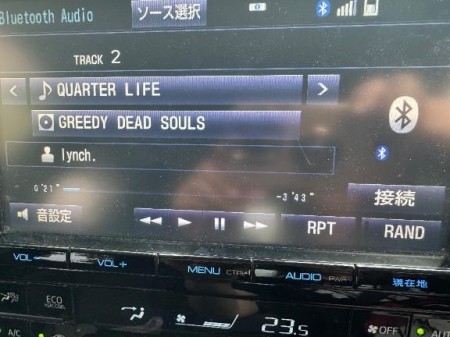 Bluetooth Audio
ソース選択
TRACK 2
< QUARTER LIFE >
GREEDY DEAD SOULS
lynch.
0'21"
-3'43"
接続
音設定
RPT
RAND
VOL−
VOL+
MENU
AUDIO
現在地
ECO
A/C
23.5
OFF